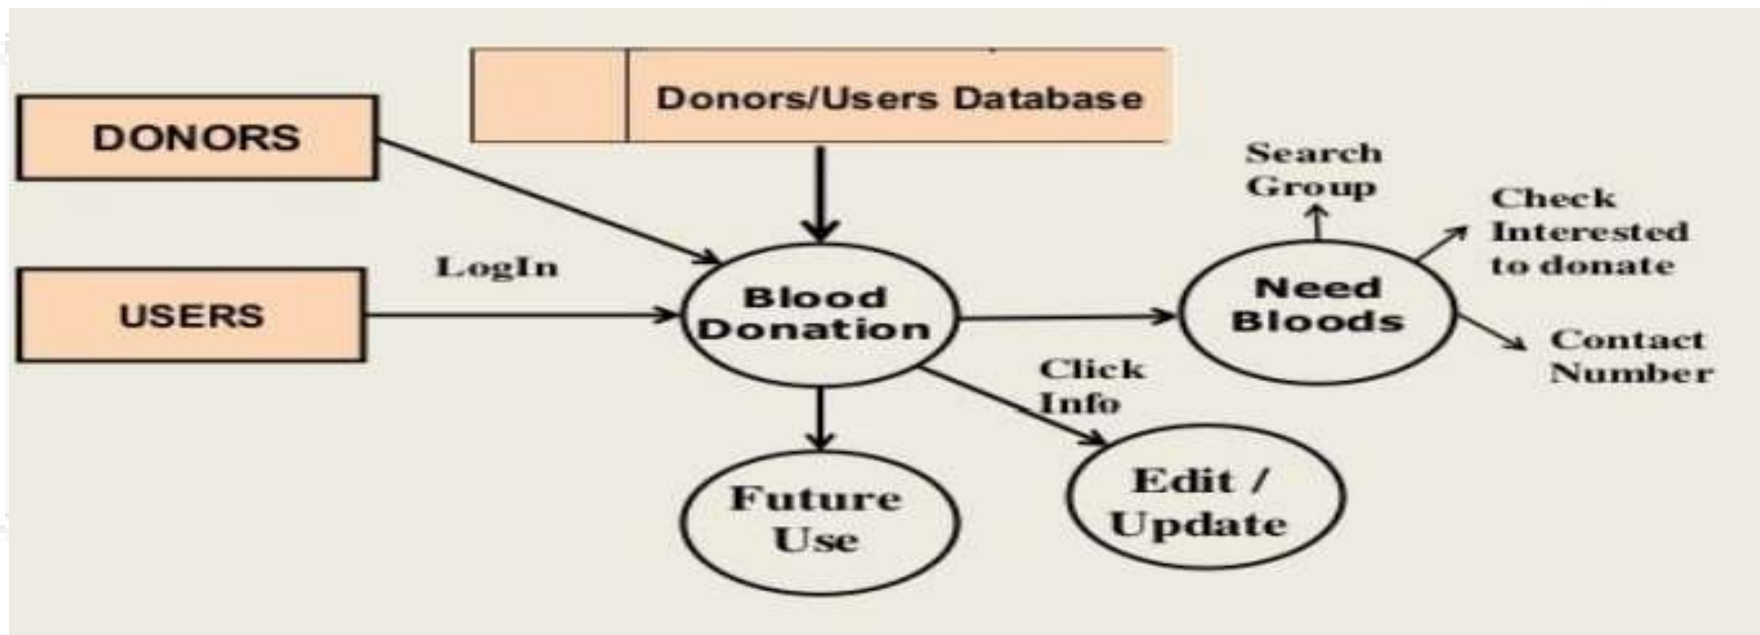 Donors/Users Database
DONORS
Search
Group
Check
Interested
to donate
LogIn
USERS
Blood
Donation
Need
Bloods
Contact
Number
Click
Info
Future
Use
Edit /
Update